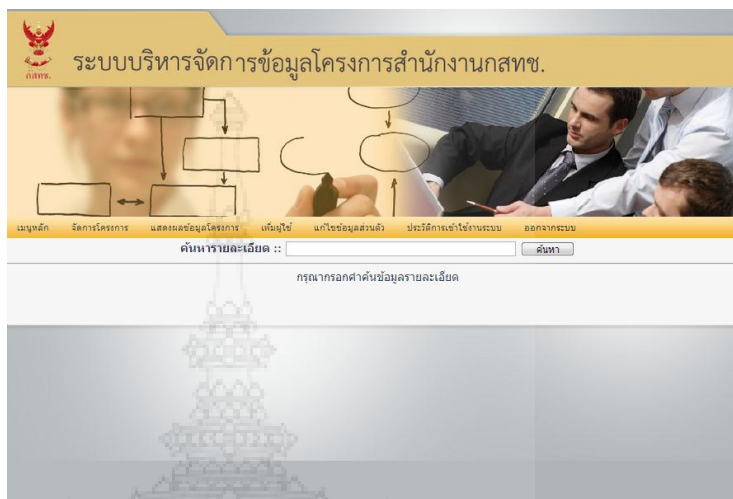 กสทช.
ระบบบริหารจัดการข้อมูลโครงการสำนักงานกสทช.
เมนูหลัก จัดการโครงการ แสดงผลข้อมูลโครงการ เพิ่มผู้ใช้ แก้ไขข้อมูลส่วนตัว ประวัติการเข้าใช้งานระบบ ออกจากระบบ
ค้นหารายละเอียด :: ค้นหา
กรุณากรอกคำค้นข้อมูลรายละเอียด